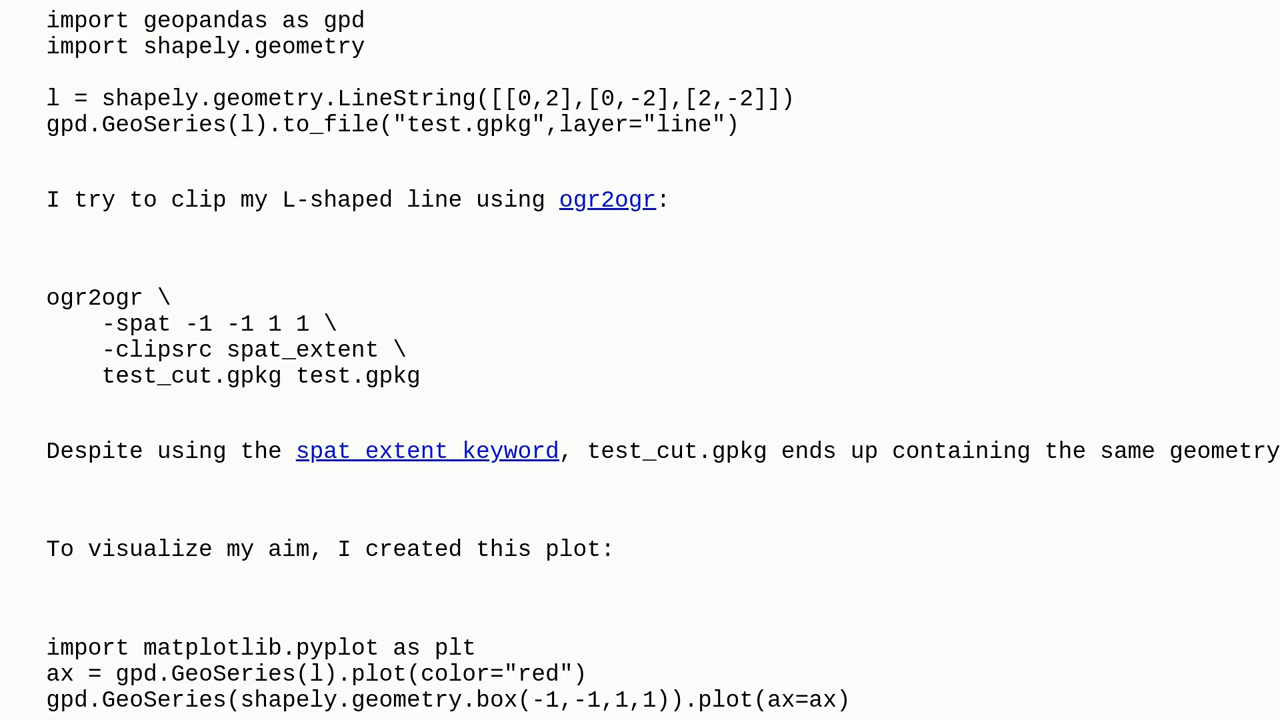 import geopandas as gpd
import shapely.geometry
l = shapely.geometry.LineString([[0,2],[0,-2],[2,-2]])
gpd.GeoSeries(l).to_file("test.gpkg",layer="line")
I try to clip my L-shaped line using ogr2ogr:
ogr2ogr \
    -spat -1 -1 1 1 \
    -clipsrc spat_extent \
    test_cut.gpkg test.gpkg
Despite using the spat_extent keyword, test_cut.gpkg ends up containing the same geometry
To visualize my aim, I created this plot:
import matplotlib.pyplot as plt
ax = gpd.GeoSeries(l).plot(color="red")
gpd.GeoSeries(shapely.geometry.box(-1,-1,1,1)).plot(ax=ax)